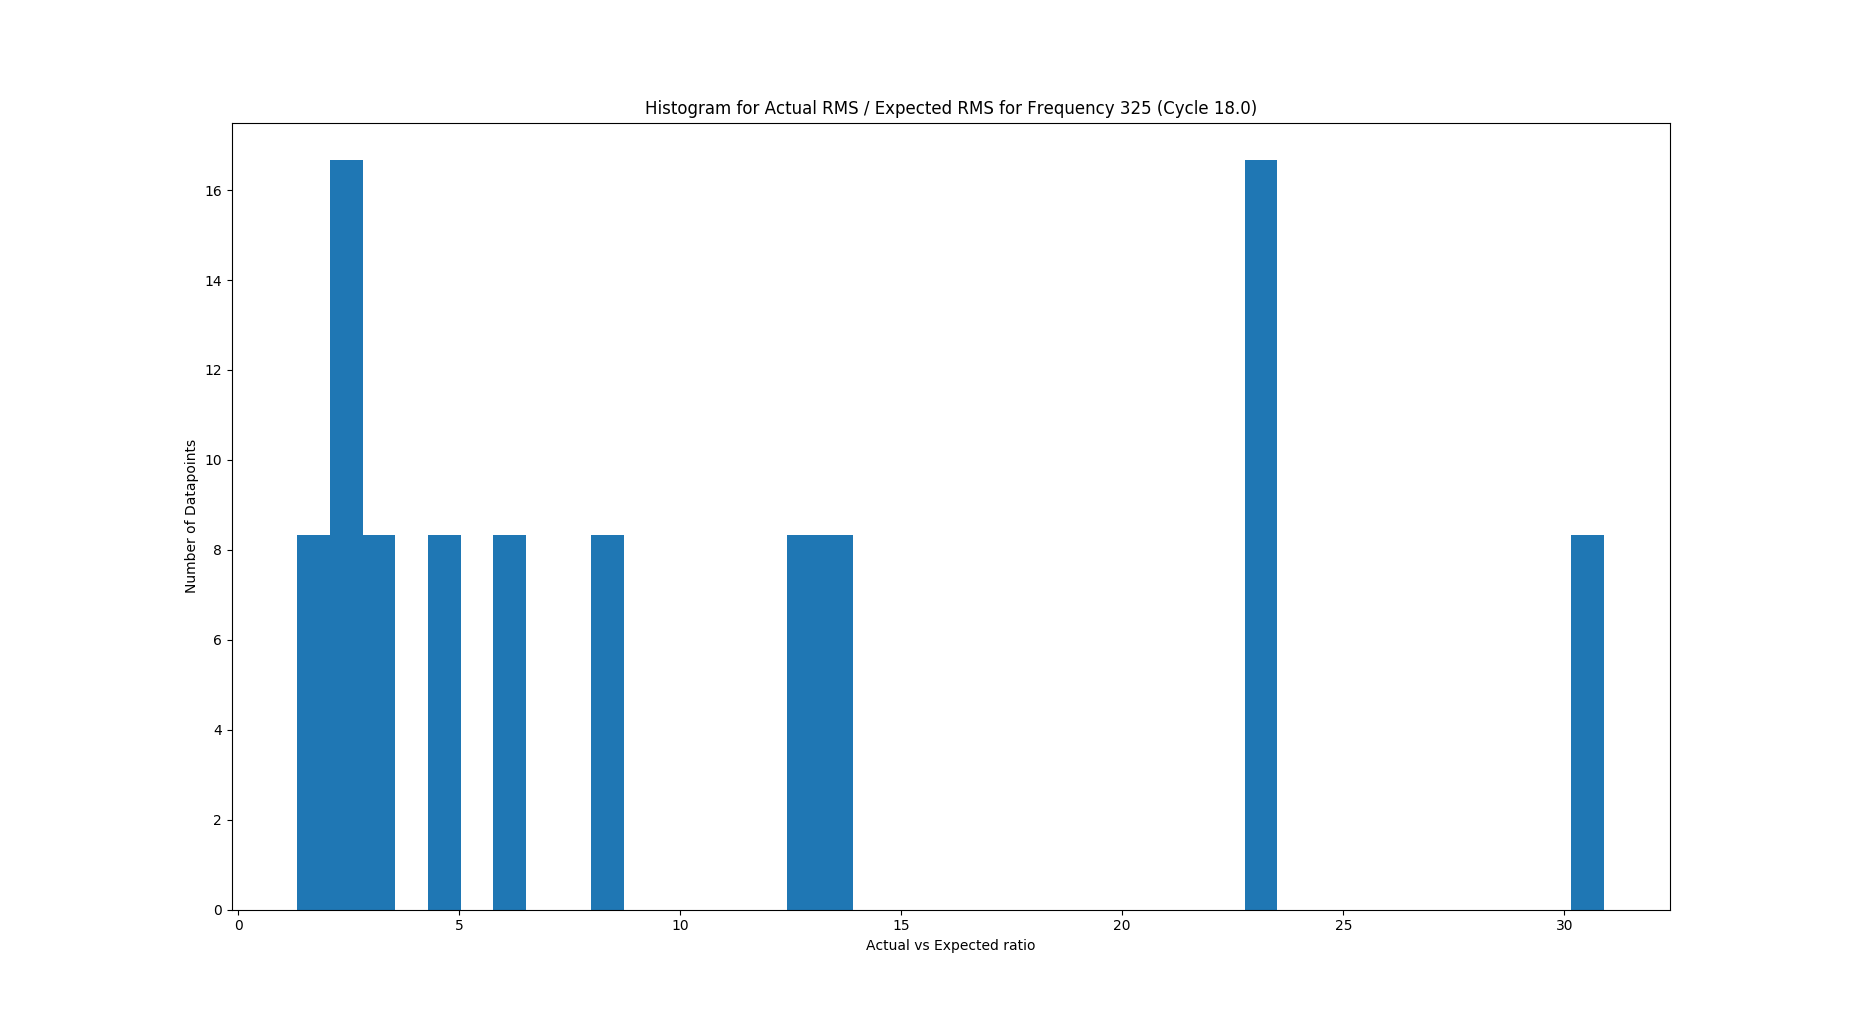 Histogram for Actual RMS / Expected RMS for Frequency 325 (Cycle 18.0)
16
14
12
10
8
6
4
2
0
Number of Datapoints
0 5 10 15 20 25 30
Actual vs Expected ratio